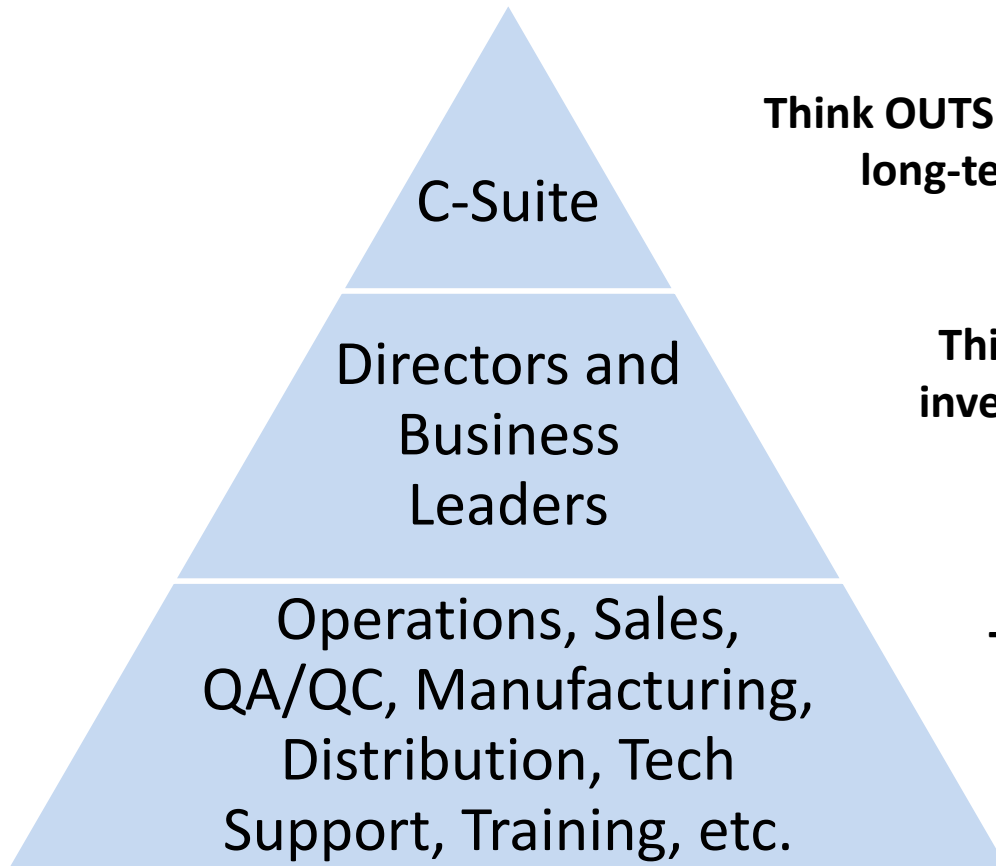 Think OUTS
long-te
C-Suite
Thi
inve
Directors and
Business
Leaders
Operations, Sales,
QA/QC, Manufacturing,
Distribution, Tech
Support, Training, etc.